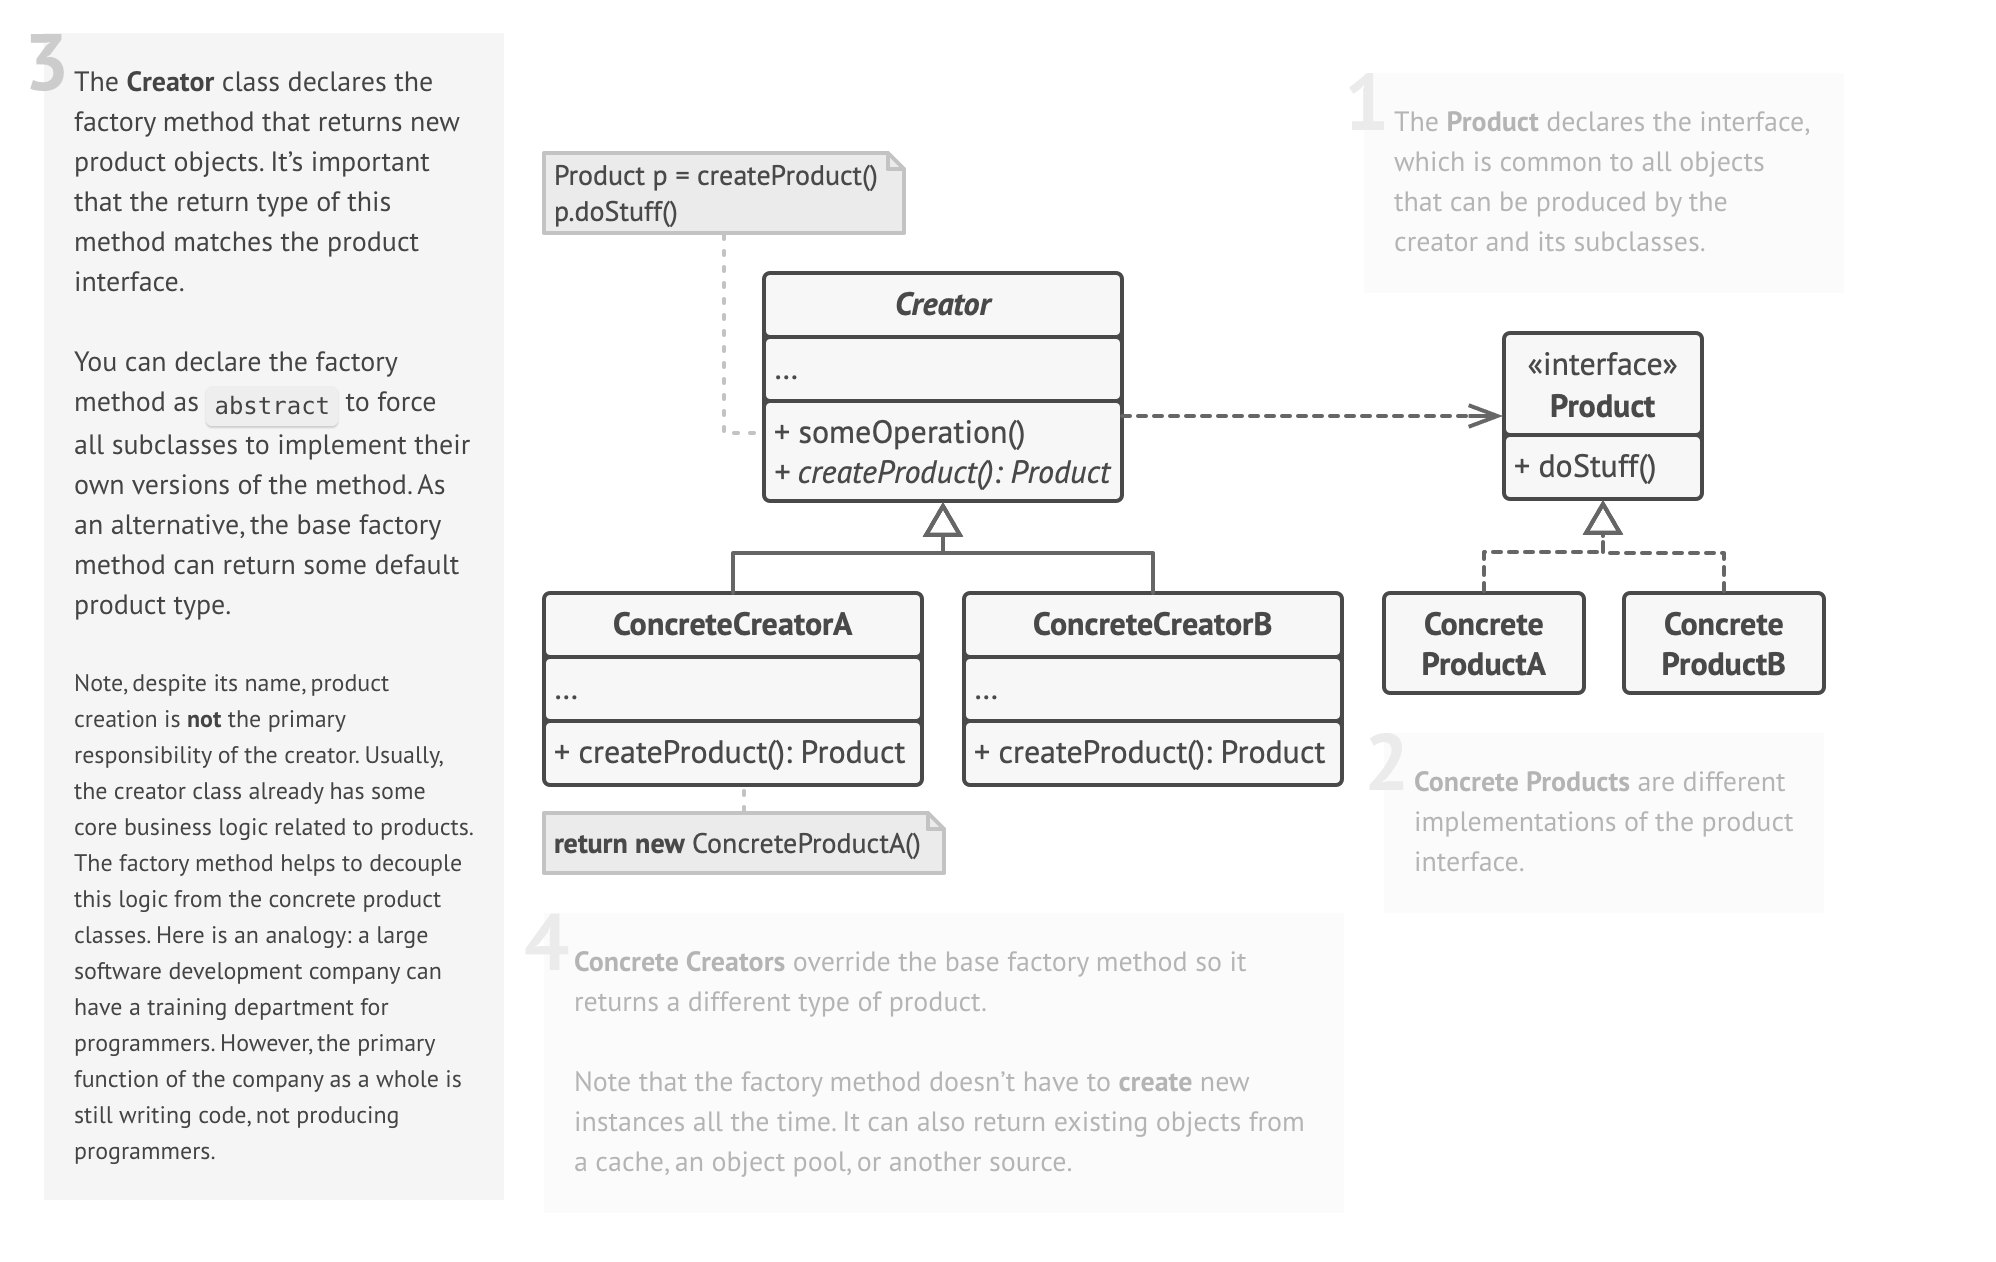 3
The Creator class declares the
factory method that returns new
product objects. It’s important
that the return type of this
method matches the product
interface.
You can declare the factory
method as abstract to force
all subclasses to implement their
own versions of the method. As
an alternative, the base factory
method can return some default
product type.
Note, despite its name, product
creation is not the primary
responsibility of the creator. Usually,
the creator class already has some
core business logic related to products.
The factory method helps to decouple
this logic from the concrete product
classes. Here is an analogy: a large
software development company can
have a training department for
programmers. However, the primary
function of the company as a whole is
still writing code, not producing
programmers.
Product p = createProduct()
p.doStuff()
Creator
...
+ someOperation()
+ createProduct(): Product
ConcreteCreatorA
...
+ createProduct(): Product
return new ConcreteProductA()
ConcreteCreatorB
...
+ createProduct(): Product
1
The Product declares the interface,
which is common to all objects
that can be produced by the
creator and its subclasses.
«interface»
Product
+ doStuff()
Concrete
ProductA
Concrete
ProductB
2
Concrete Products are different
implementations of the product
interface.
4
Concrete Creators override the base factory method so it
returns a different type of product.
Note that the factory method doesn’t have to create new
instances all the time. It can also return existing objects from
a cache, an object pool, or another source.